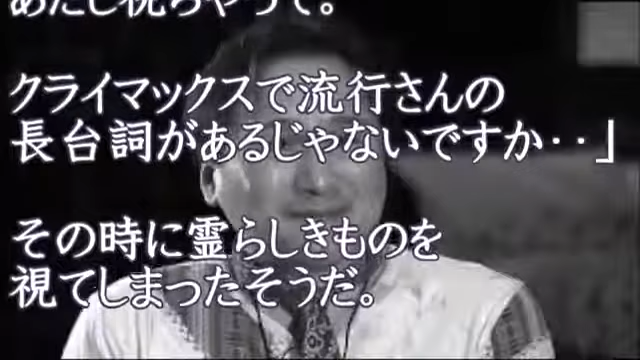 あたし視ちゃって。
クライマックスで流行さんの
長台詞があるじゃないですか‥」
その時に霊らしきものを
視てしまったそうだ。